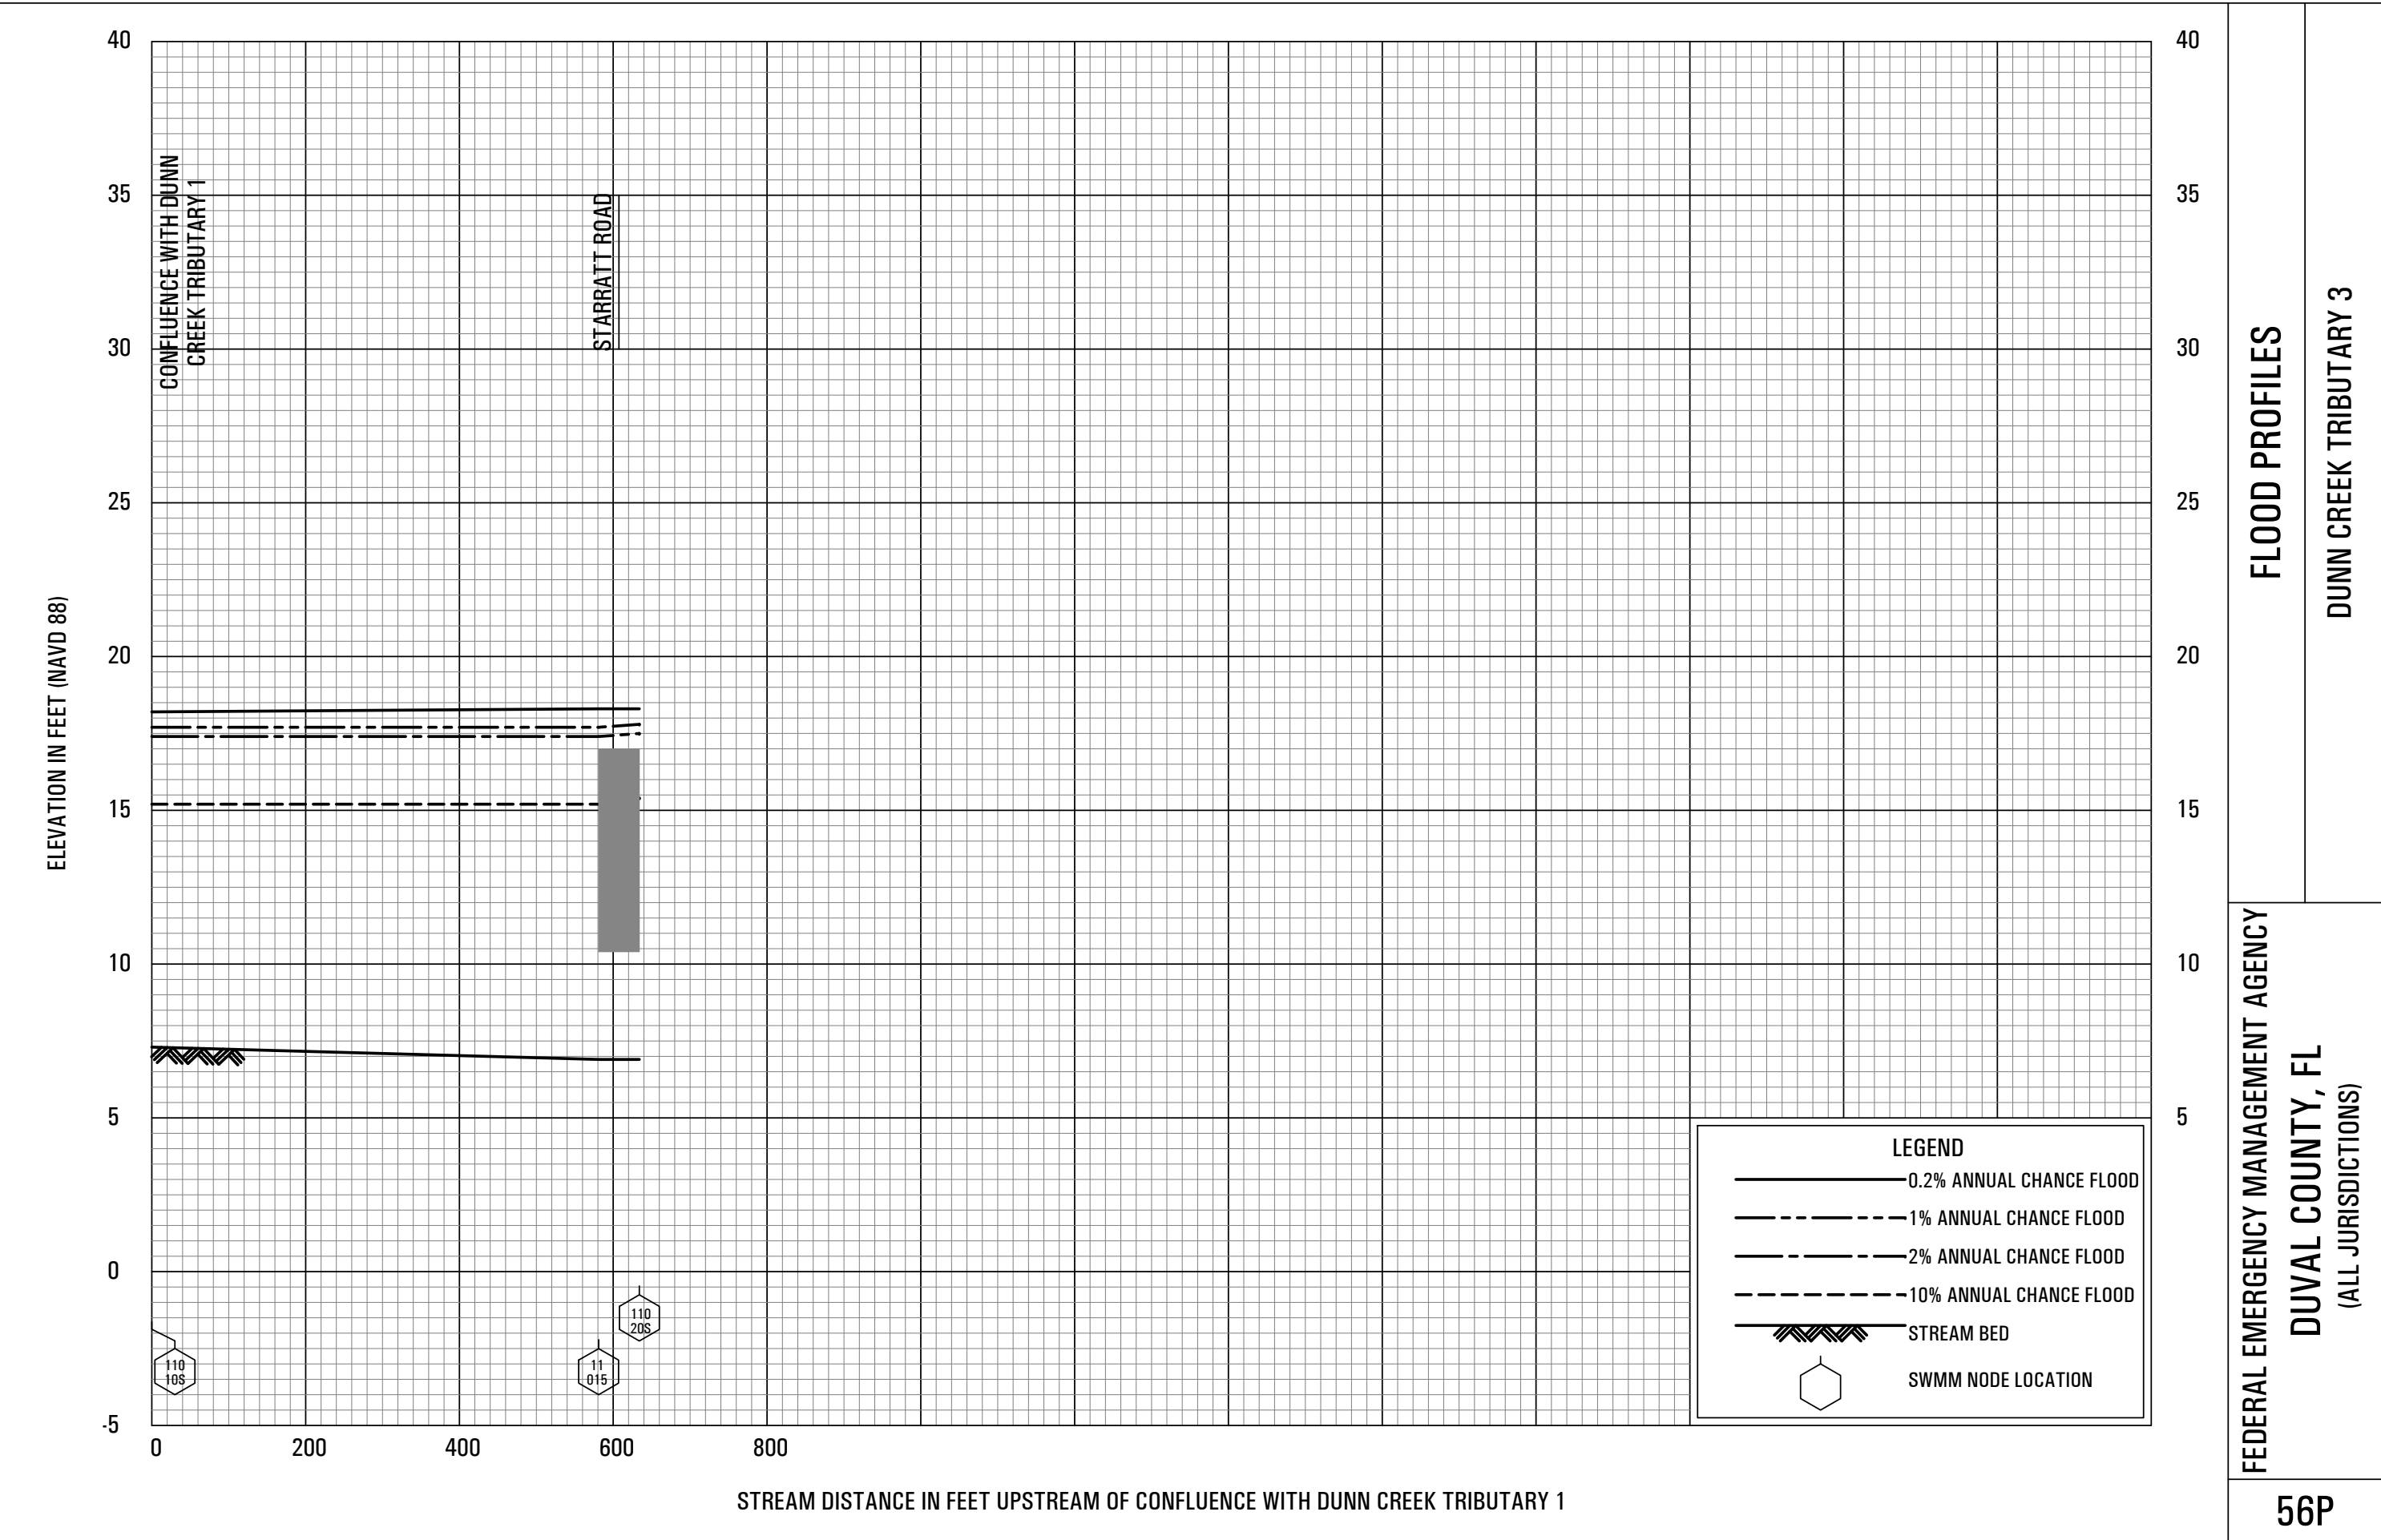 40
35
30
25
20
15
10
5
0
-5
ELEVATION IN FEET (NAVD 88)
CONFLUENCE WITH DUNN
CREEK TRIBUTARY 1
STARRATT ROAD
110
10S
11
015
110
20S
0
200
400
600
800
STREAM DISTANCE IN FEET UPSTREAM OF CONFLUENCE WITH DUNN CREEK TRIBUTARY 1
40
35
30
25
20
15
10
5
LEGEND
0.2% ANNUAL CHANCE FLOOD
1% ANNUAL CHANCE FLOOD
2% ANNUAL CHANCE FLOOD
10% ANNUAL CHANCE FLOOD
STREAM BED
SWMM NODE LOCATION
FLOOD PROFILES
DUNN CREEK TRIBUTARY 3
FEDERAL EMERGENCY MANAGEMENT AGENCY
DUVAL COUNTY, FL
(ALL JURISDICTIONS)
56P